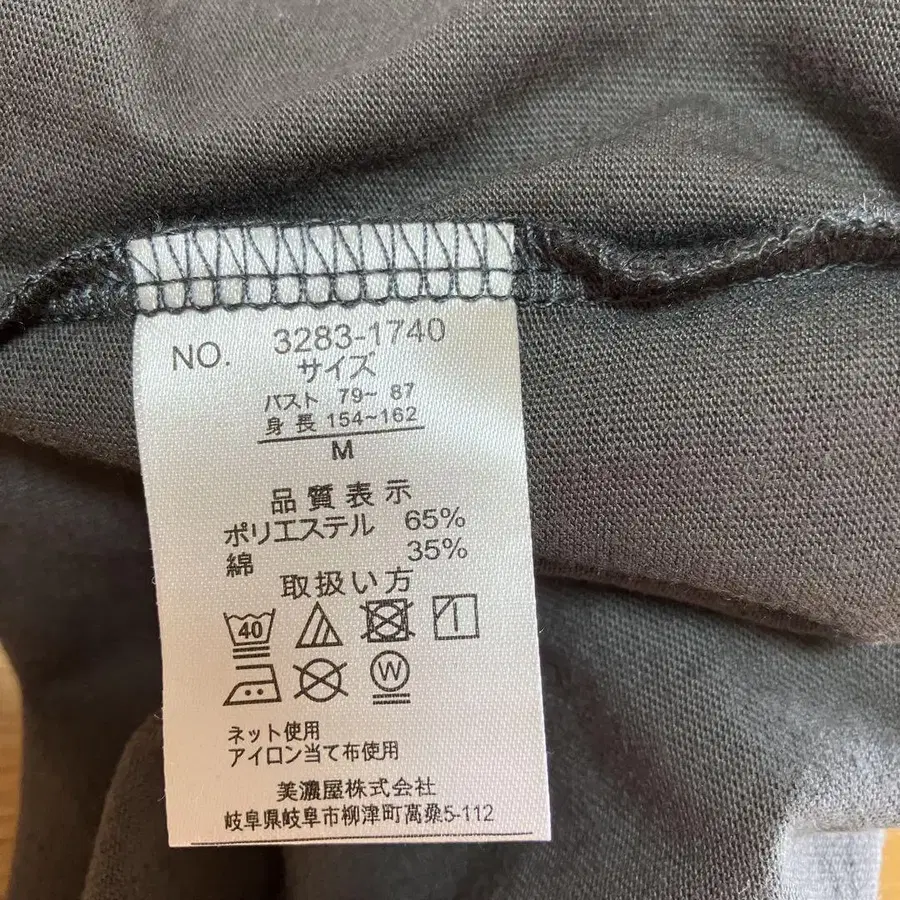 NO. 3283-1740
サイズ
バスト 79~ 87
身長 154~162
M
品質表示
ポリエステル 65%
綿 35%
取扱い方
40
W
ネット使用
アイロン当て布使用
美濃屋株式会社
岐阜県岐阜市柳津町高桑5-112